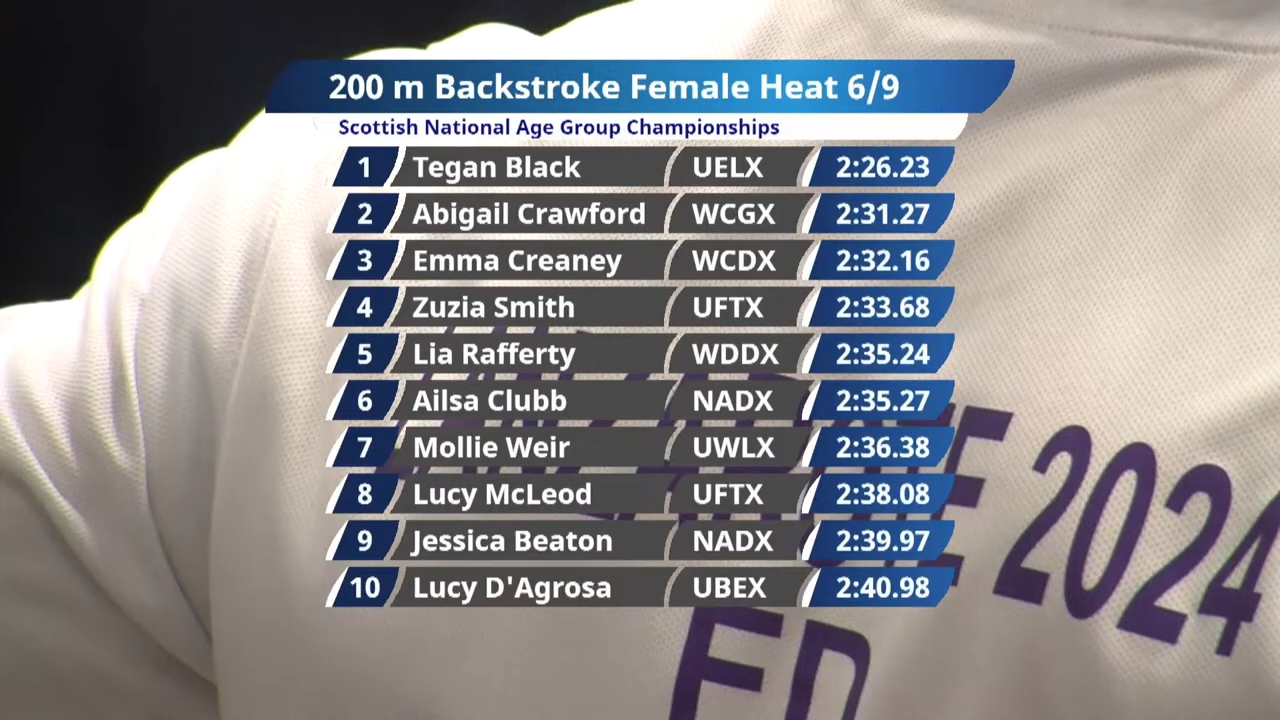 200 m Backstroke Female Heat 6/9
Scottish National Age Group Championships
1 Tegan Black UELX 2:26.23
2 Abigail Crawford WCGX 2:31.27
3 Emma Creaney WCDX 2:32.16
4 Zuzia Smith UFTX 2:33.68
5 Lia Rafferty WDDX 2:35.24
6 Ailsa Clubb NADX 2:35.27
7 Mollie Weir UWLX 2:36.38
8 Lucy McLeod UFTX 2:38.08
9 Jessica Beaton NADX 2:39.97
10 Lucy D'Agrosa UBEX 2:40.98
2024